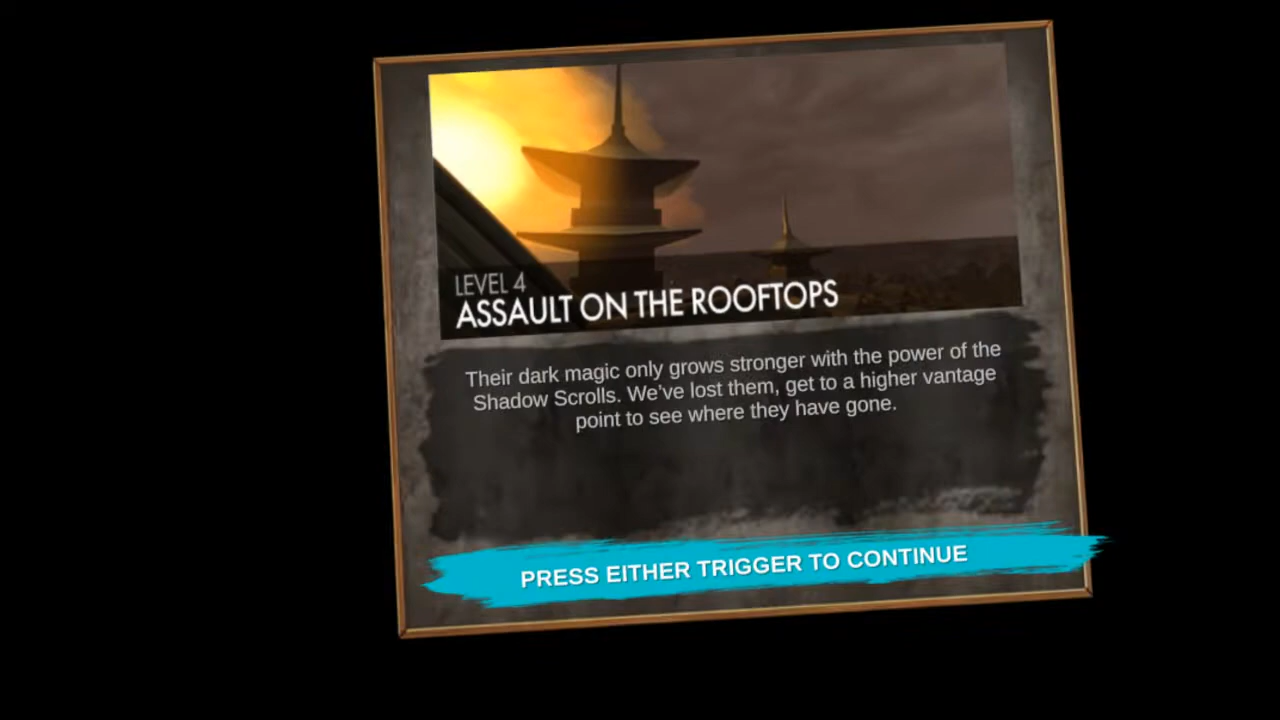 LEVEL 4
ASSAULT ON THE ROOFTOPS
Their dark magic only grows stronger with the power of the
Shadow Scrolls. We've lost them, get to a higher vantage
point to see where they have gone.
PRESS EITHER TRIGGER TO CONTINUE